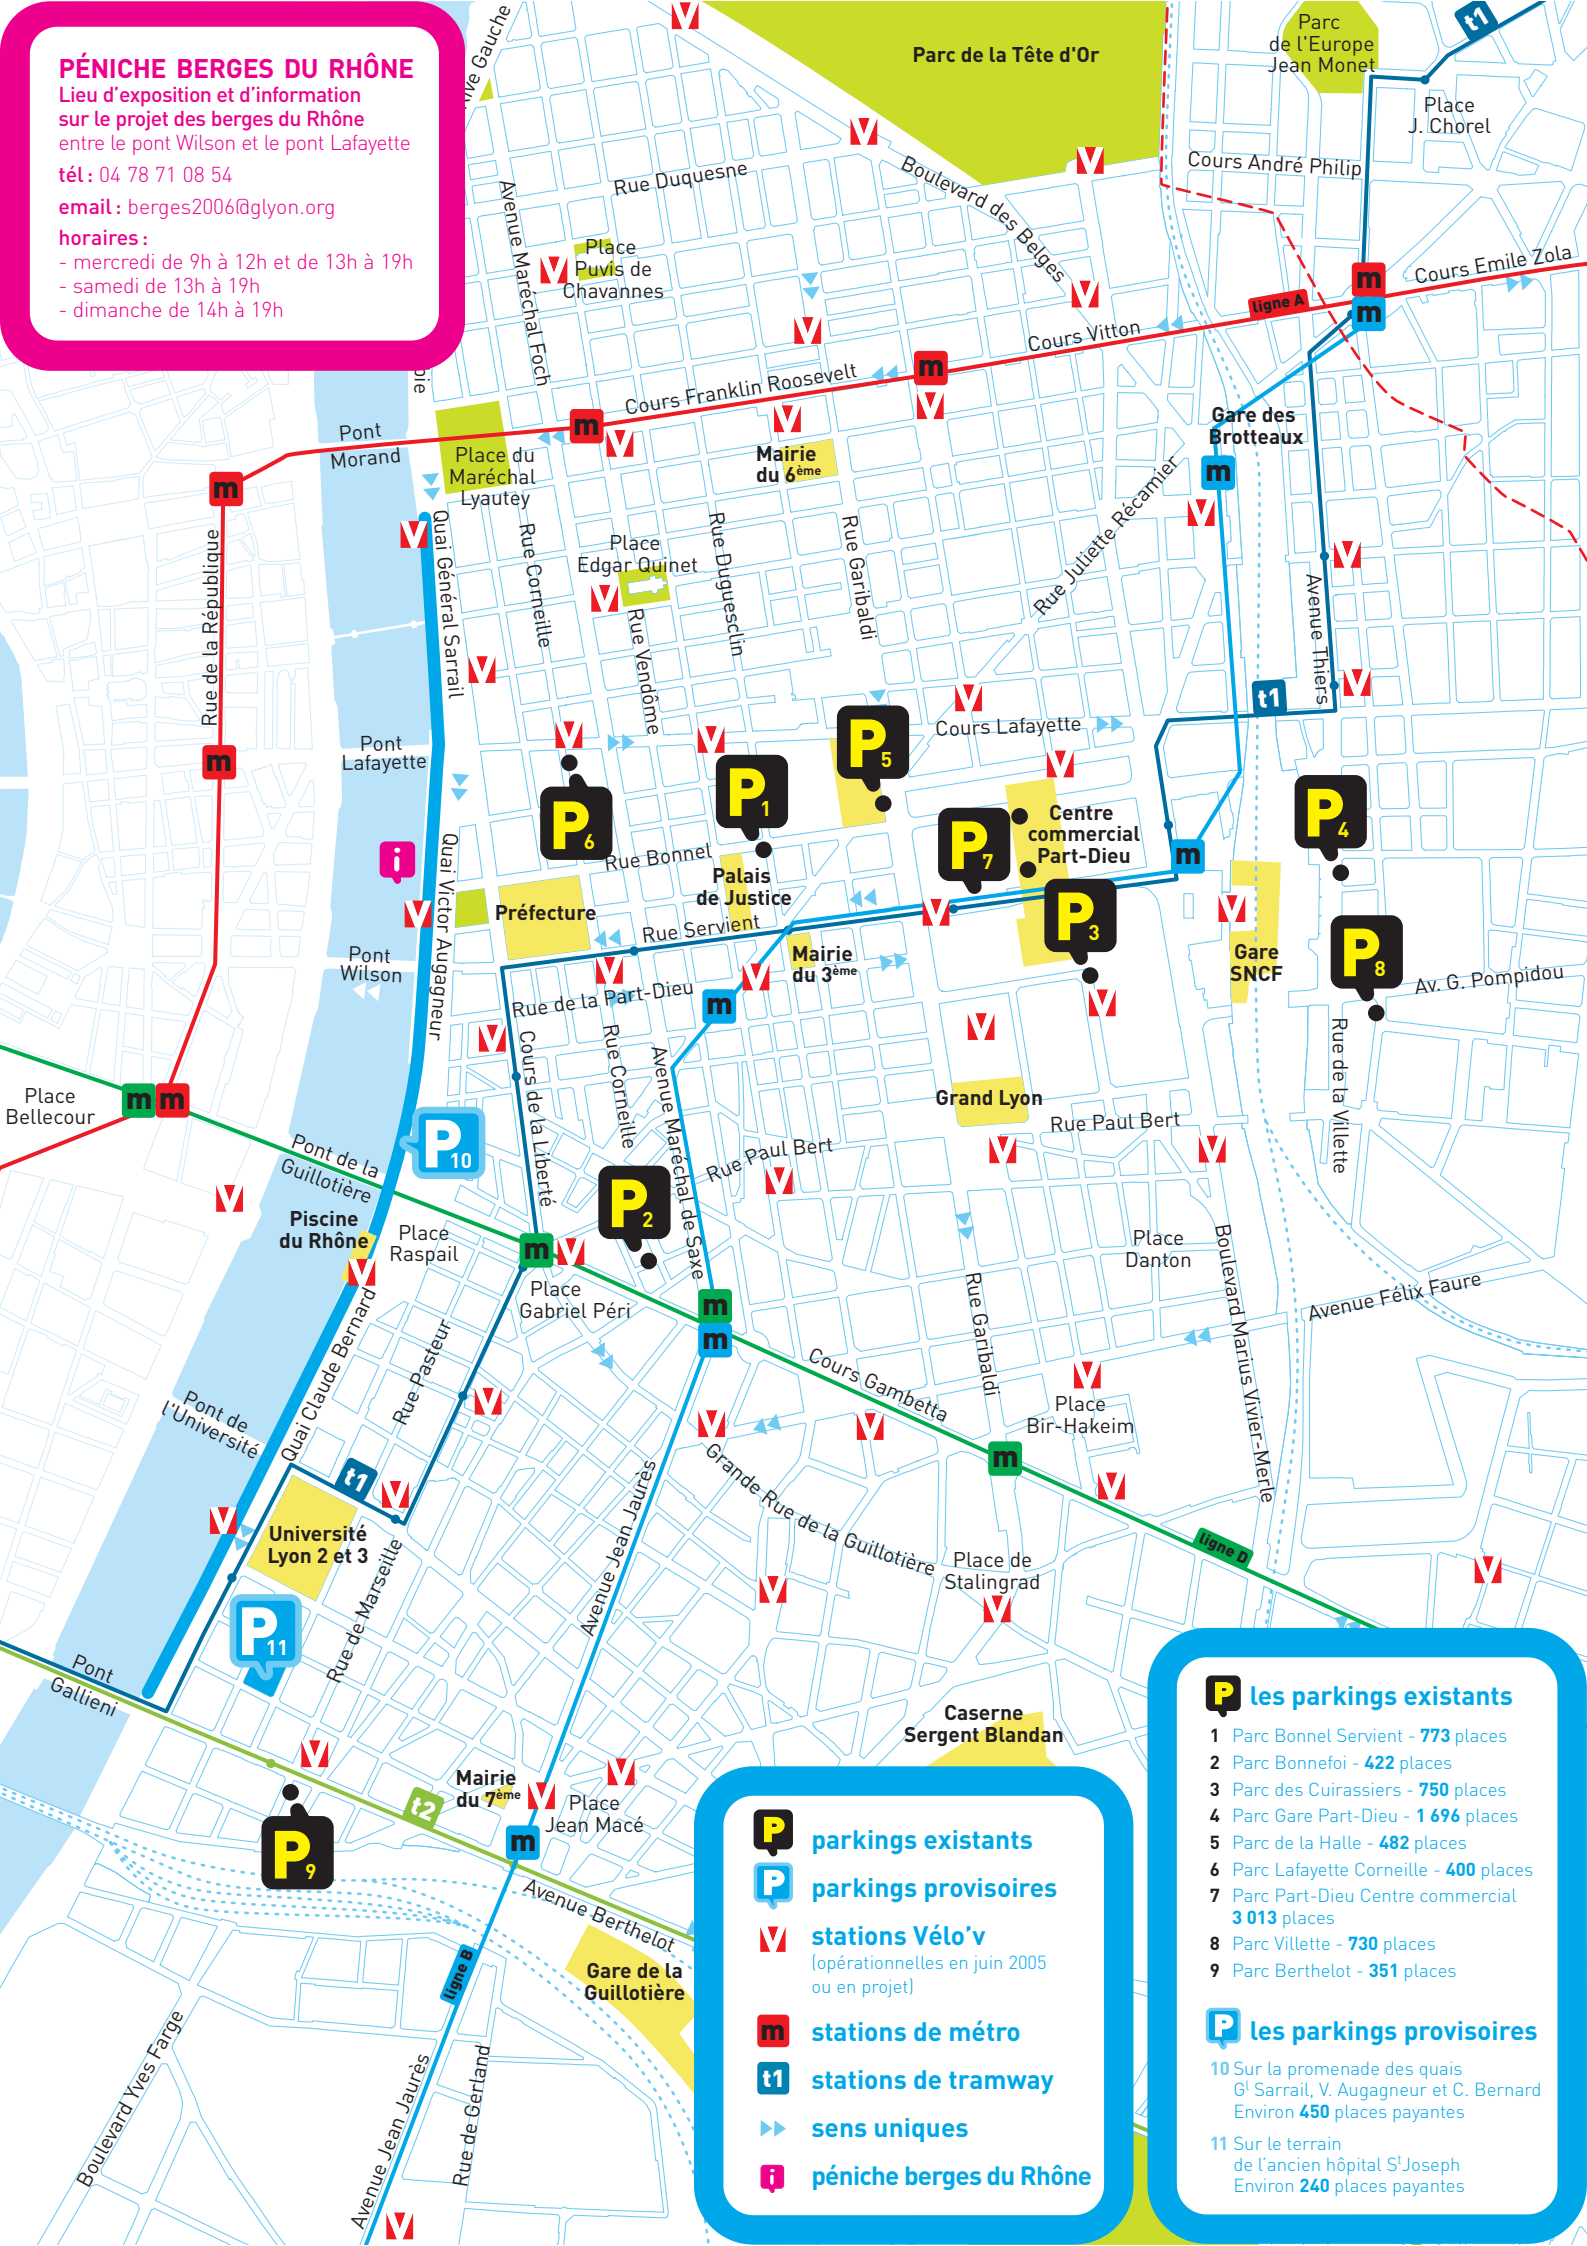 PÉNICHE BERGES DU RHÔNE
Lieu d'exposition et d'information
sur le projet des berges du Rhône
entre le pont Wilson et le pont Lafayette
tél : 04 78 71 08 54
email : berges2006@glyon.org
horaires :
- mercredi de 9h à 12h et de 13h à 19h
- samedi de 13h à 19h
- dimanche de 14h à 19h
Gauche
V
Parc de la Tête d'Or
Parc
de l'Europe
Jean Monet
t1
Place
J. Chorel
V
V
Cours André Philip
Boulevard des Belges
Rue Duquesne
Avenue Maréchal Foch
Place
Puvis de
Chavannes
V
V
V
Cours Emile Zola
m
m
ligne A
Cours Vitton
Cours Franklin Roosevelt
m
V
m
V
V
Pont
Morand
Place du
Maréchal
Lyautey
Mairie
du 6ème
Gare des
Brotteaux
m
V
m
Rue de la République
V
Quai Général Sarrail
Rue Corneille
Place
Edgar Quinet
V
Rue Vendôme
Rue Duguesclin
Rue Garibaldi
Rue Juliette Récamier
V
Avenue Thiers
V
V
t1
V
m
Pont
Lafayette
V
V
P5
Cours Lafayette
V
P6
P1
P7
Centre
commercial
Part-Dieu
m
P4
i
Quai Victor Augagneur
Rue Bonnel
Palais
de Justice
V
Préfecture
Rue Servient
V
P3
V
Gare
SNCF
P8
Av. G. Pompidou
Pont
Wilson
V
Rue de la Part-Dieu
V
Mairie
du 3ème
m
V
V
V
Cours de la Liberté
Rue Corneille
Avenue Maréchal de Saxe
Rue de la Villette
Place
Bellecour
m
m
Grand Lyon
Rue Paul Bert
P10
Pont de la
Guillotière
Rue Paul Bert
V
V
V
V
P2
Piscine
du Rhône
V
Place
Raspail
m
V
Place
Gabriel Péri
Place
Danton
Boulevard Marius Vivier-Merle
Avenue Félix Faure
m
m
Rue Garibaldi
Quai Claude Bernard
Rue Pasteur
V
Cours Gambetta
V
Place
Bir-Hakeim
Pont de
l'Université
V
V
m
V
Grande Rue de la Guillotière
Avenue Jean Jaurès
t1
V
V
Université
Lyon 2 et 3
Rue de Marseille
ligne D
Place de
Stalingrad
V
V
V
P11
Pont
Gallieni
Caserne
Sergent Blandan
V
Mairie
du 7ème
V
V
Place
Jean Macé
t2
m
P9
Avenue Berthelot
ligne B
Gare de la
Guillotière
Boulevard Yves Farge
Avenue Jean Jaurès
Rue de Gerland
V
P parkings existants
P parkings provisoires
V stations Vélo'v
(opérationnelles en juin 2005
ou en projet)
m stations de métro
t1 stations de tramway
sens uniques
i péniche berges du Rhône
P les parkings existants
1 Parc Bonnel Servient - 773 places
2 Parc Bonnefoi - 422 places
3 Parc des Cuirassiers - 750 places
4 Parc Gare Part-Dieu - 1 696 places
5 Parc de la Halle - 482 places
6 Parc Lafayette Corneille - 400 places
7 Parc Part-Dieu Centre commercial
3 013 places
8 Parc Villette - 730 places
9 Parc Berthelot - 351 places
P les parkings provisoires
10 Sur la promenade des quais
Gl Sarrail, V. Augagneur et C. Bernard
Environ 450 places payantes
11 Sur le terrain
de l'ancien hôpital St Joseph
Environ 240 places payantes